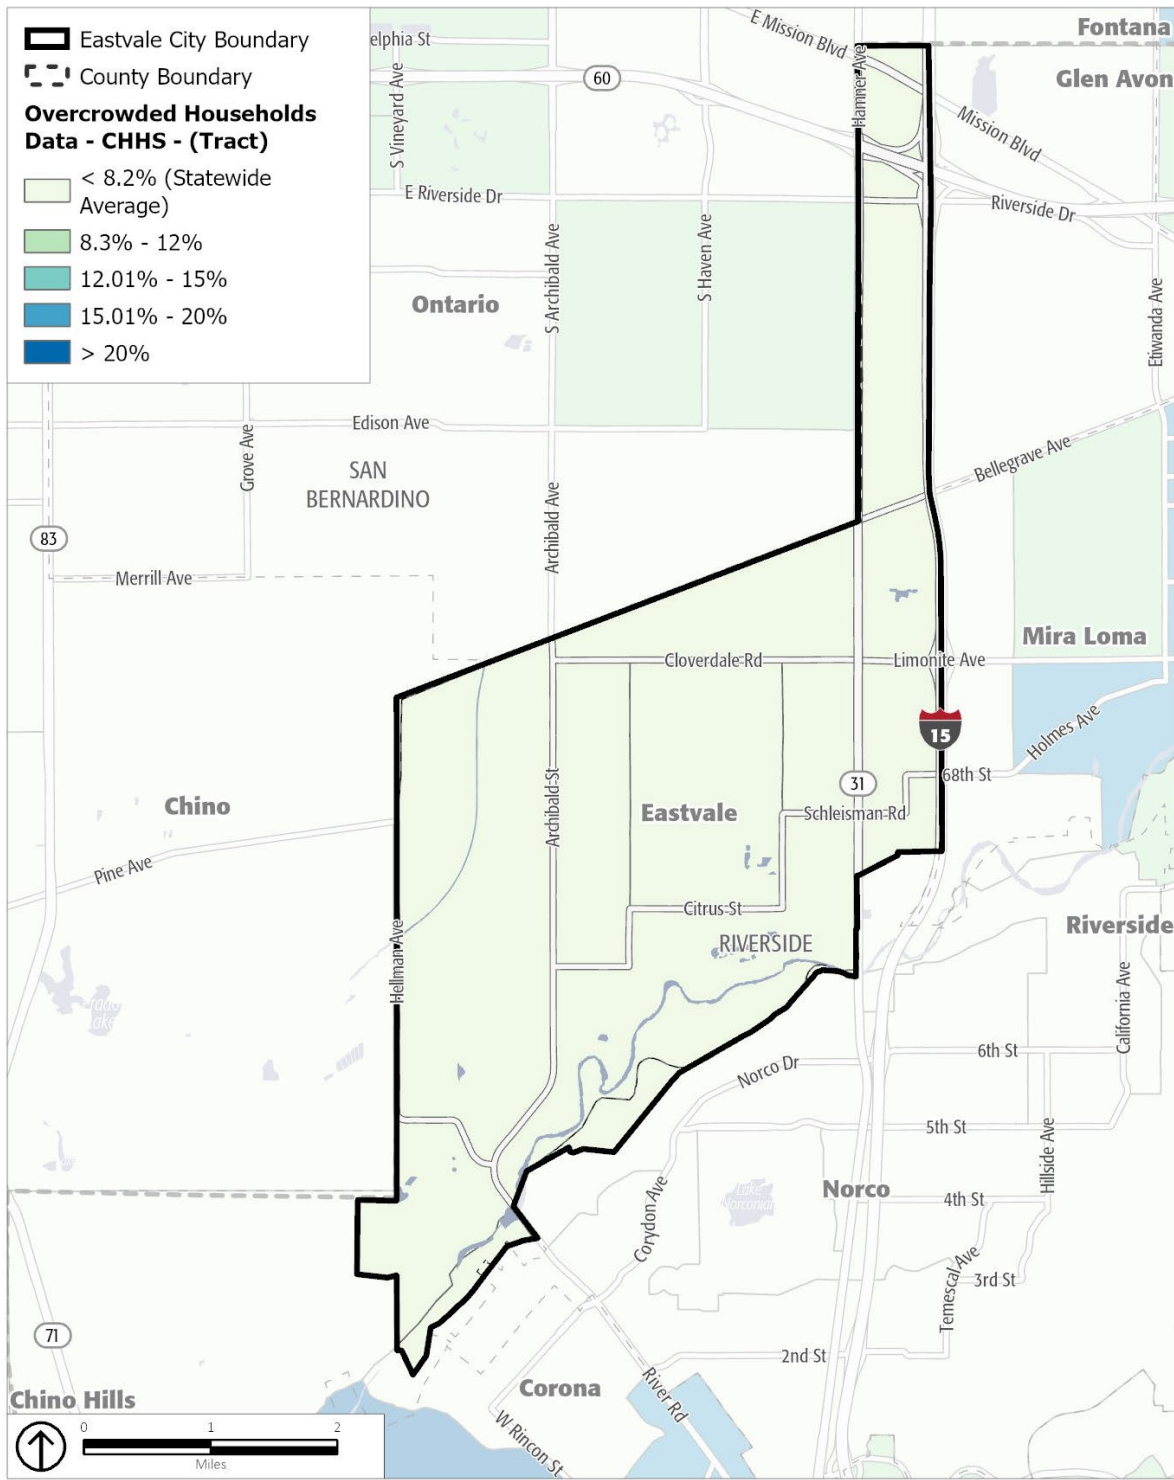 Eastvale City Boundary
County Boundary
Overcrowded Households
Data - CHHS - (Tract)
< 8.2% (Statewide
Average)
8.3% - 12%
12.01% - 15%
15.01% - 20%
> 20%
elphia St
E Mission Blvd
Fontana
Glen Avon
60
S Vineyard Ave
Hamner Ave
Mission Blvd
E Riverside Dr
Riverside Dr
S Archibald Ave
S Haven Ave
Etiwanda Ave
Ontario
Edison Ave
Grove Ave
SAN
BERNARDINO
Bellegrave Ave
Archibald Ave
83
Merrill Ave
Mira Loma
Cloverdale Rd
Limonite Ave
15
Holmes Ave
68th St
31
Chino
Archibald St
Eastvale
Schleisman Rd
Pine Ave
Citrus St
Riverside
RIVERSIDE
Hellman Ave
California Ave
6th St
Norco Dr
5th St
Hillside Ave
Norco
Lake
Norconian
4th St
Corydon Ave
Temescal Ave
3rd St
71
2nd St
Chino Hills
Corona
River Rd
W Rincon St
0 1 2
Miles